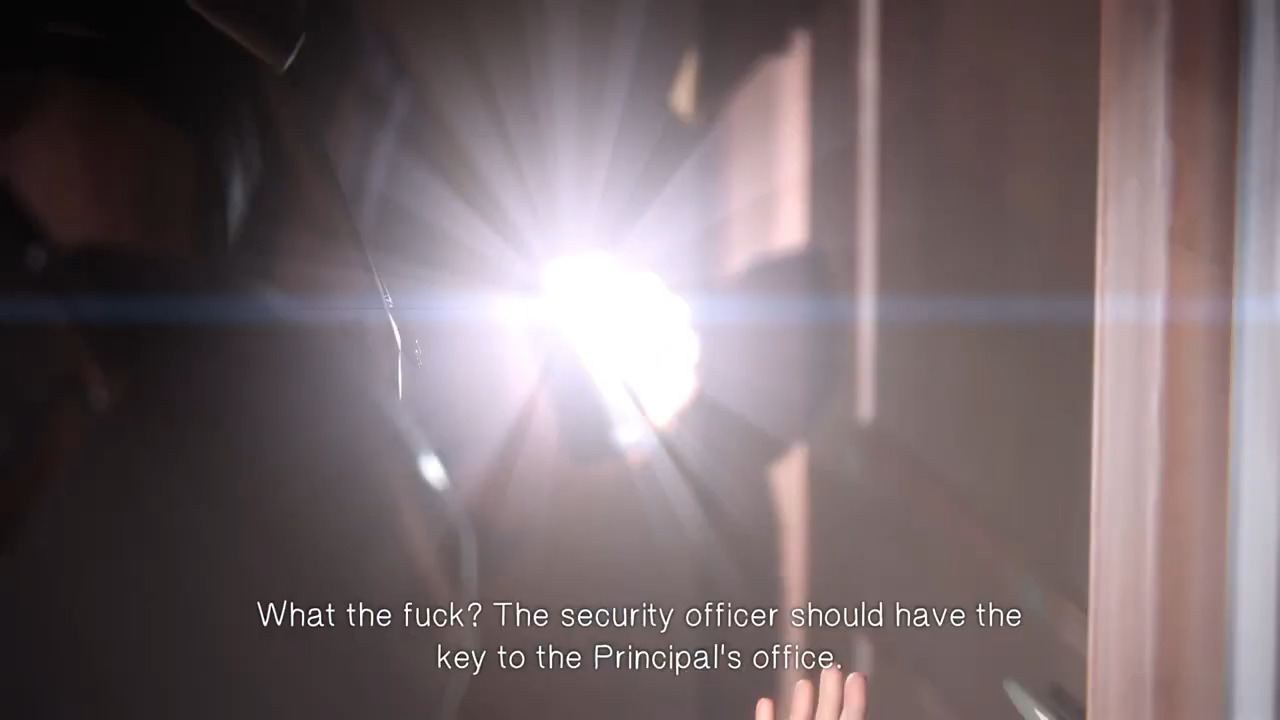 What the fuck? The security officer should have the
key to the Principal's office.